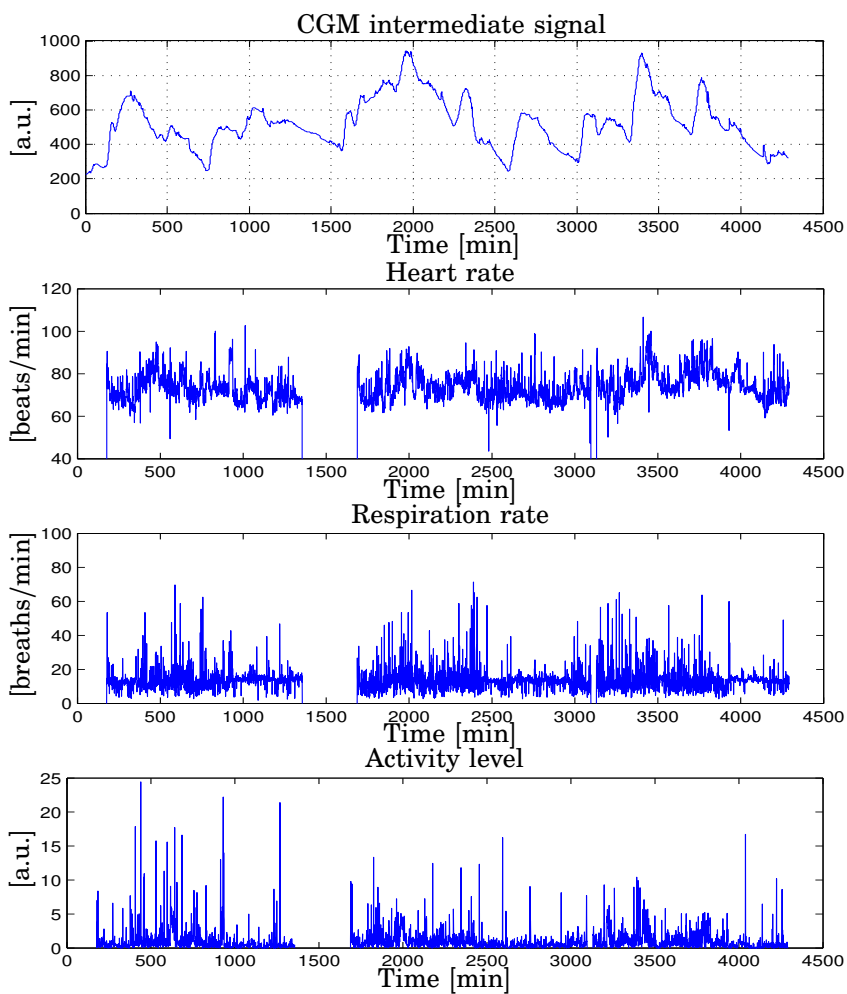 CGM intermediate signal
1000
800
600
400
200
0
[a.u.]
0 500 1000 1500 2000 2500 3000 3500 4000 4500
Time [min]
Heart rate
120
100
80
60
40
[beats/min]
0 500 1000 1500 2000 2500 3000 3500 4000 4500
Time [min]
Respiration rate
100
80
60
40
20
0
[breaths/min]
0 500 1000 1500 2000 2500 3000 3500 4000 4500
Time [min]
Activity level
25
20
15
10
5
0
[a.u.]
0 500 1000 1500 2000 2500 3000 3500 4000 4500
Time [min]